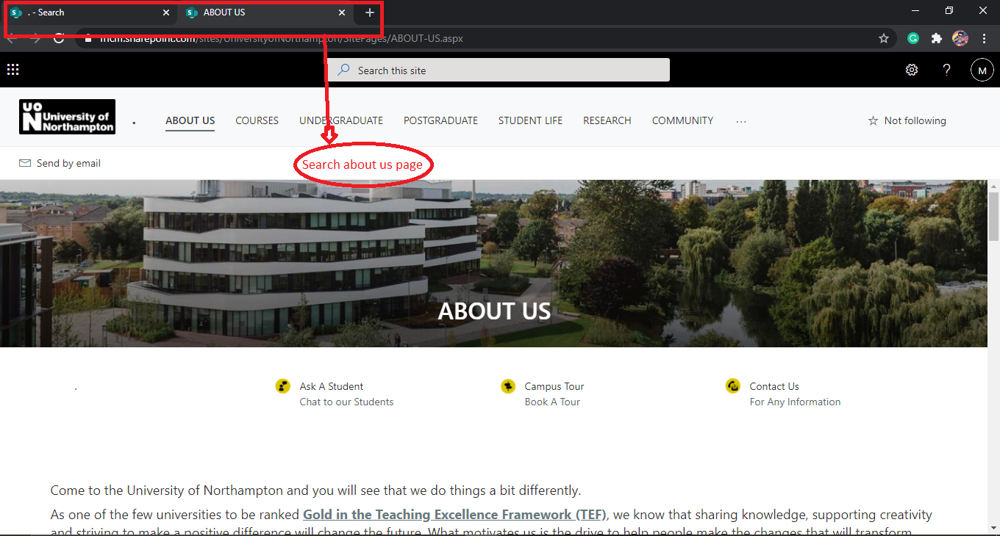 . - Search
ABOUT US
mcm.sharepoint.com/sites/UniversityofNorthampton/SitePages/ABOUT-US.aspx
Search this site
?
M
UON University of Northampton
.
ABOUT US
COURSES
UNDERGRADUATE
POSTGRADUATE
STUDENT LIFE
RESEARCH
COMMUNITY
...
Not following
Send by email
Search about us page
ABOUT US
.
Ask A Student
Chat to our Students
Campus Tour
Book A Tour
Contact Us
For Any Information
Come to the University of Northampton and you will see that we do things a bit differently.
As one of the few universities to be ranked Gold in the Teaching Excellence Framework (TEF), we know that sharing knowledge, supporting creativity
and striving to make a positive difference will change the future. What motivates us is the drive to help people make the changes that will transform